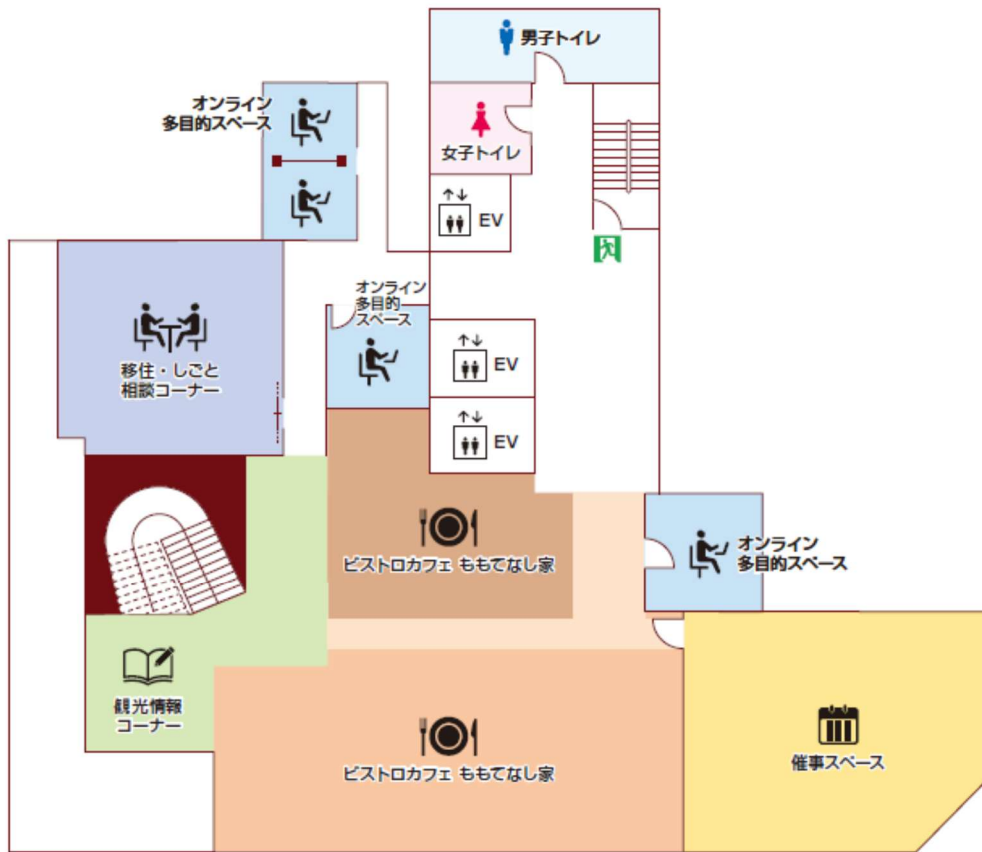 男子トイレ
オンライン
多目的スペース
女子トイレ
EV
オンライン
多目的
スペース
移住・しごと
相談コーナー
EV
EV
ビストロカフェ ももてなし家
オンライン
多目的スペース
観光情報
コーナー
ビストロカフェ ももてなし家
催事スペース